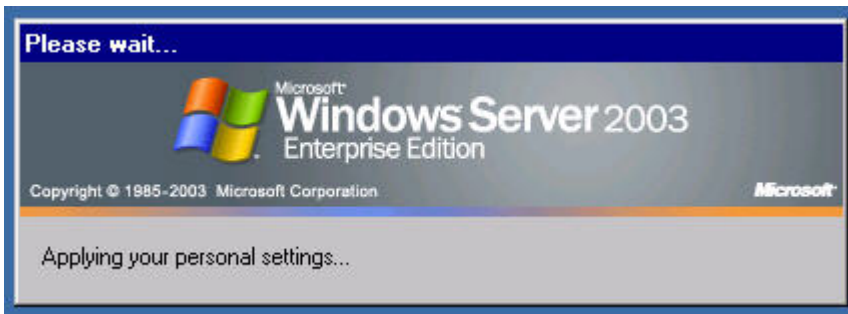 Please wait...
Microsoft
Windows Server 2003
Enterprise Edition
Copyright © 1985-2003 Microsoft Corporation
Microsoft
Applying your personal settings...